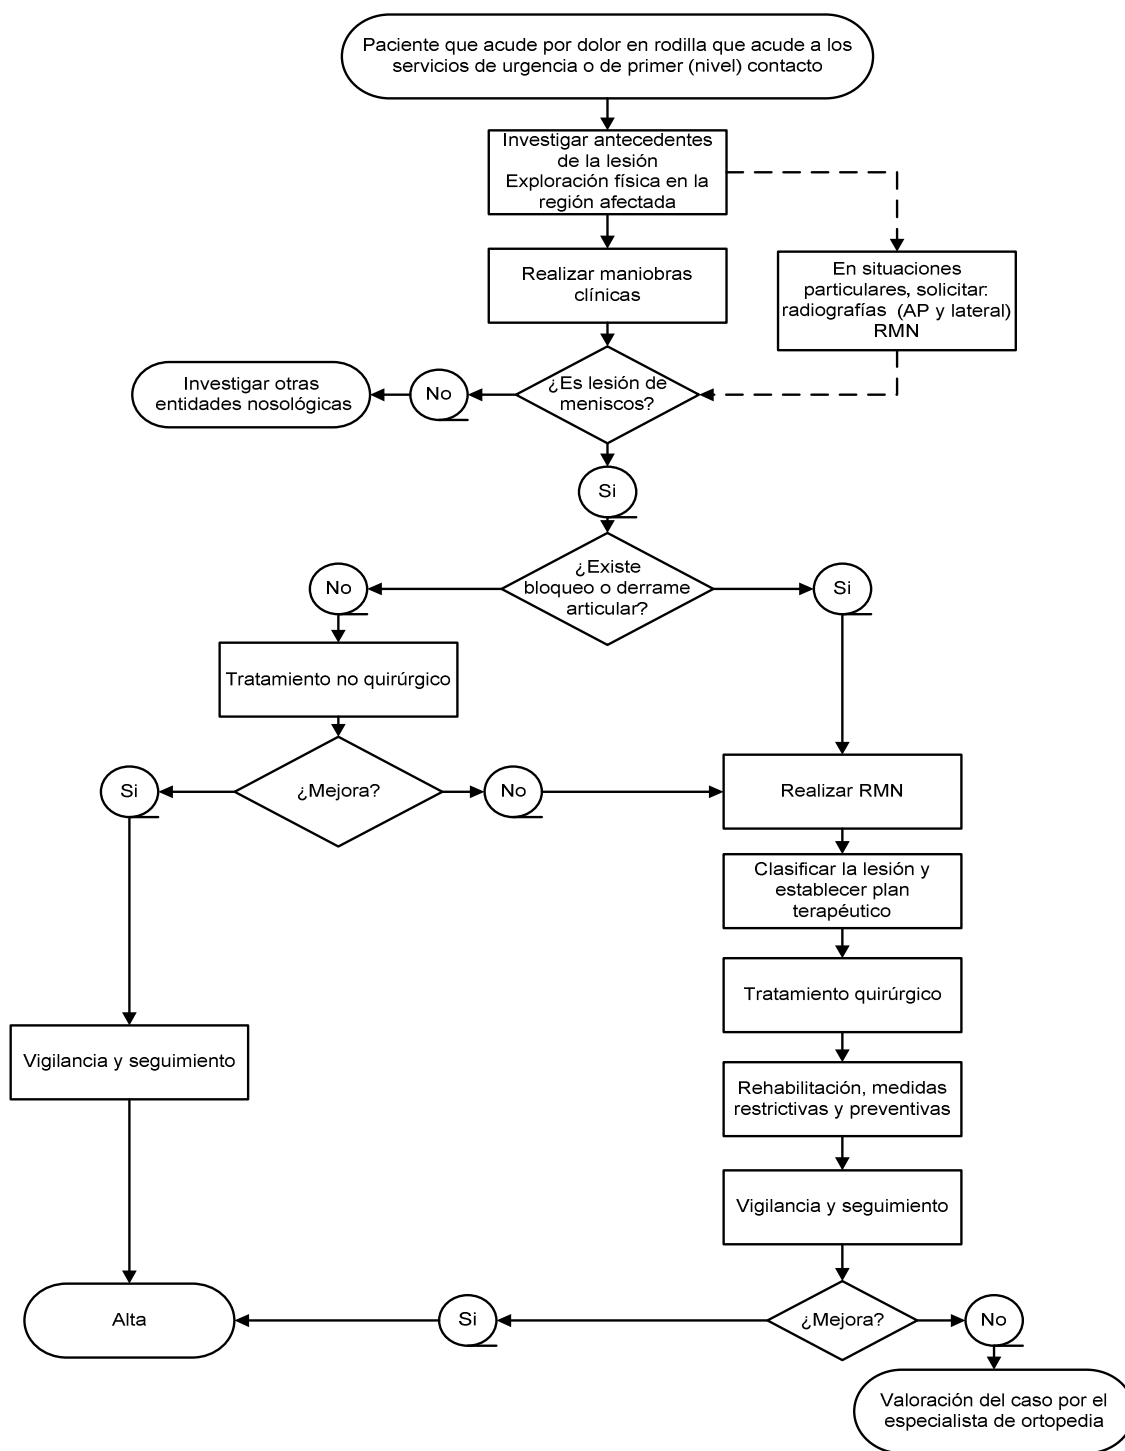 Paciente que acude por dolor en rodilla que acude a los
servicios de urgencia o de primer (nivel) contacto
Investigar antecedentes
de la lesión
Exploración física en la
región afectada
Realizar maniobras
clínicas
En situaciones
particulares, solicitar:
radiografías (AP y lateral)
RMN
Investigar otras
entidades nosológicas
No
¿Es lesión de
meniscos?
Si
No
¿Existe
bloqueo o derrame
articular?
Si
Tratamiento no quirúrgico
Si
¿Mejora?
No
Realizar RMN
Clasificar la lesión y
establecer plan
terapéutico
Tratamiento quirúrgico
Vigilancia y seguimiento
Rehabilitación, medidas
restrictivas y preventivas
Vigilancia y seguimiento
Alta
Si
¿Mejora?
No
Valoración del caso por el
especialista de ortopedia